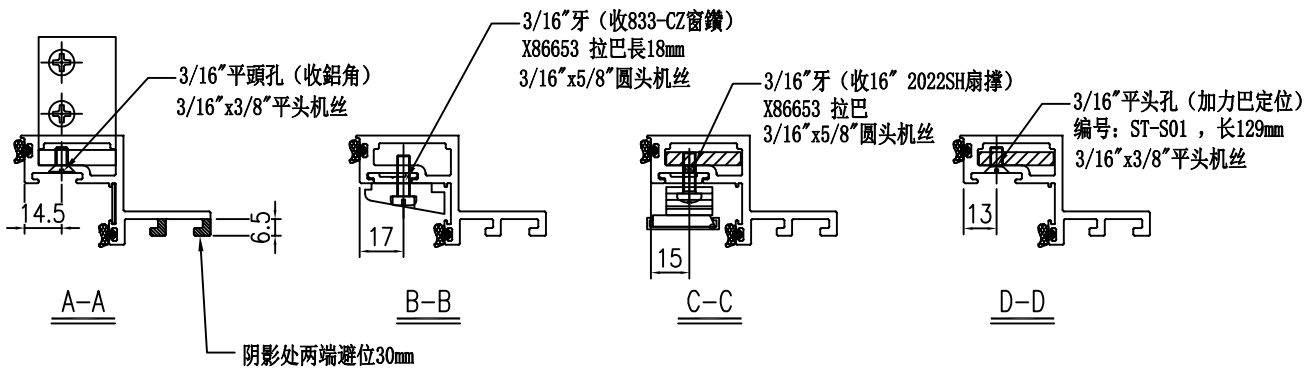 3/16"平頭孔（收鋁角）
3/16"x3/8"平头机丝
14.5
6.5
A-A
阴影处两端避位30mm
3/16"牙（收833-CZ窗鑽）
X86653 拉巴長18mm
3/16"x5/8"圆头机丝
17
B-B
3/16"牙（收16" 2022SH扇撑）
X86653 拉巴
3/16"x5/8"圆头机丝
15
C-C
3/16"平头孔（加力巴定位）
编号：ST-S01 ，长129mm
3/16"x3/8"平头机丝
13
D-D